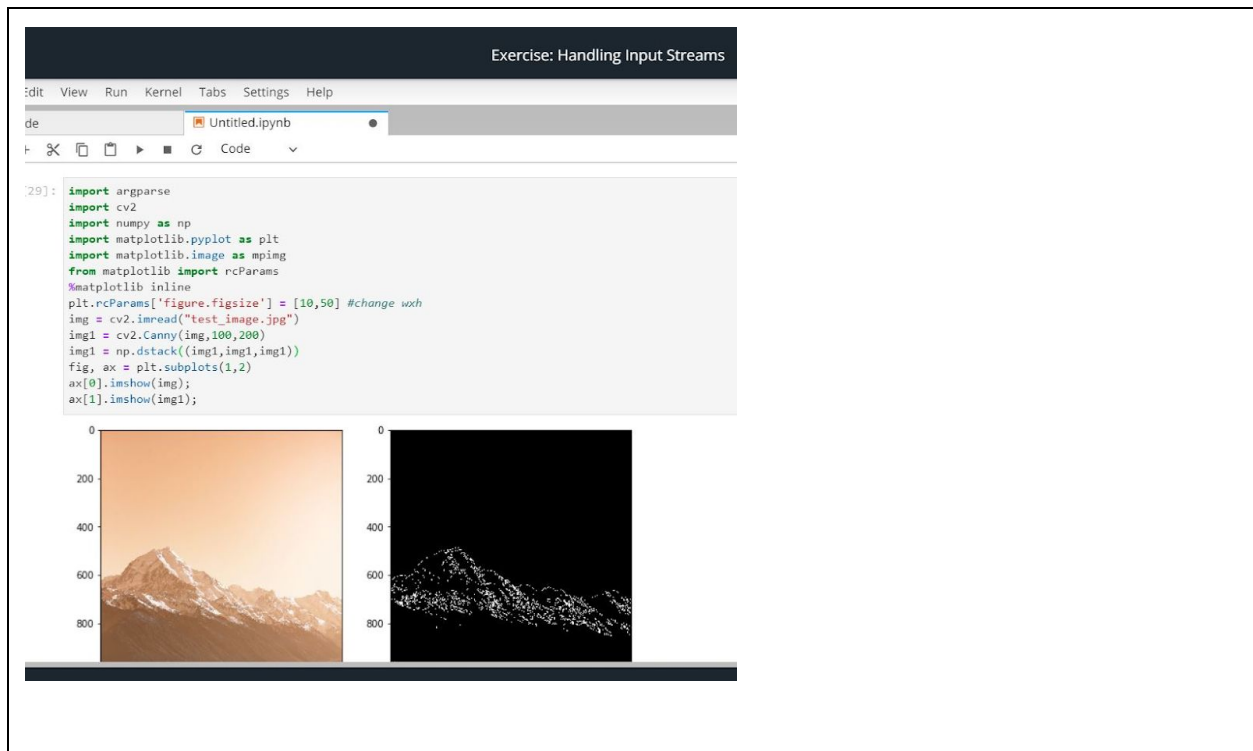 Exercise: Handling Input Streams
Edit View Run Kernel Tabs Settings Help
de
Untitled.ipynb
Code
[29]:
import argparse
import cv2
import numpy as np
import matplotlib.pyplot as plt
import matplotlib.image as mpimg
from matplotlib import rcParams
%matplotlib inline
plt.rcParams['figure.figsize'] = [10,50] #change wxh
img = cv2.imread("test_image.jpg")
img1 = cv2.Canny(img,100,200)
img1 = np.dstack((img1,img1,img1))
fig, ax = plt.subplots(1,2)
ax[0].imshow(img);
ax[1].imshow(img1);
0
200
400
600
800
0
200
400
600
800